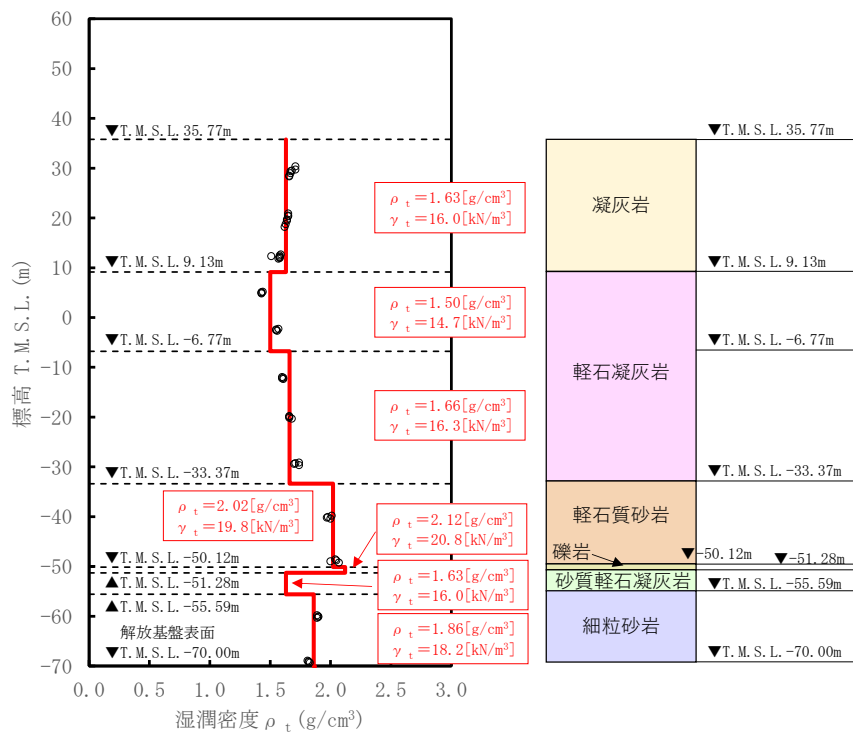 60
50
40
30
20
10
0
-10
-20
-30
-40
-50
-60
-70
標高 T.M.S.L.(m)
0.0 0.5 1.0 1.5 2.0 2.5 3.0
湿潤密度ρt(g/cm³)
▼T.M.S.L.35.77m
▼T.M.S.L.9.13m
▼T.M.S.L.-6.77m
▼T.M.S.L.-33.37m
▼T.M.S.L.-50.12m
▲T.M.S.L.-51.28m
▲T.M.S.L.-55.59m
解放基盤表面
▼T.M.S.L.-70.00m
ρt=1.63[g/cm³]
γt=16.0[kN/m³]
ρt=1.50[g/cm³]
γt=14.7[kN/m³]
ρt=1.66[g/cm³]
γt=16.3[kN/m³]
ρt=2.02[g/cm³]
γt=19.8[kN/m³]
ρt=2.12[g/cm³]
γt=20.8[kN/m³]
ρt=1.63[g/cm³]
γt=16.0[kN/m³]
ρt=1.86[g/cm³]
γt=18.2[kN/m³]
▼T.M.S.L.35.77m
凝灰岩
▼T.M.S.L.9.13m
▼T.M.S.L.-6.77m
軽石凝灰岩
▼T.M.S.L.-33.37m
軽石質砂岩
礫岩
▼-50.12m
▼-51.28m
砂質軽石凝灰岩
▼T.M.S.L.-55.59m
細粒砂岩
▼T.M.S.L.-70.00m